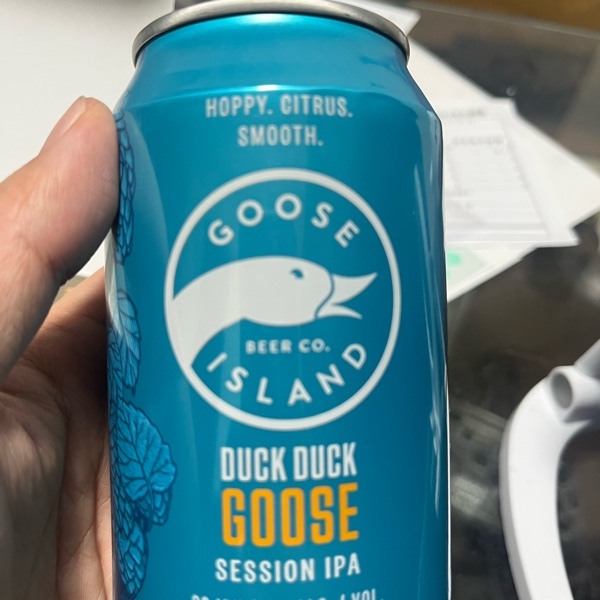 HOPPY. CITRUS.
SMOOTH.
GOOSE
BEER CO.
ISLAND
DUCK DUCK
GOOSE
SESSION IPA